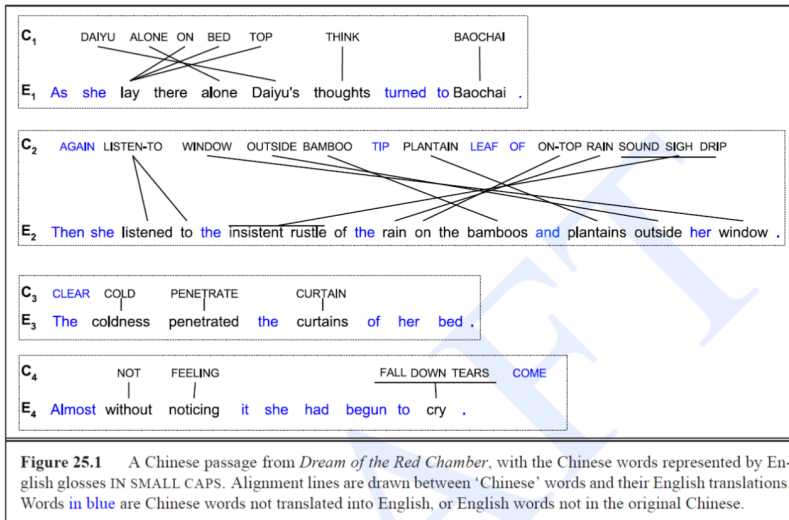 C1 DAIYU ALONE ON BED TOP THINK BAOCHAI
E1 As she lay there alone Daiyu's thoughts turned to Baochai .
C2 AGAIN LISTEN-TO WINDOW OUTSIDE BAMBOO TIP PLANTAIN LEAF OF ON-TOP RAIN SOUND SIGH DRIP
E2 Then she listened to the insistent rustle of the rain on the bamboos and plantains outside her window .
C3 CLEAR COLD PENETRATE CURTAIN
E3 The coldness penetrated the curtains of her bed .
C4 NOT FEELING FALL DOWN TEARS COME
E4 Almost without noticing it she had begun to cry .
Figure 25.1 A Chinese passage from Dream of the Red Chamber, with the Chinese words represented by En-
glish glosses IN SMALL CAPS. Alignment lines are drawn between ‘Chinese’ words and their English translations.
Words in blue are Chinese words not translated into English, or English words not in the original Chinese.